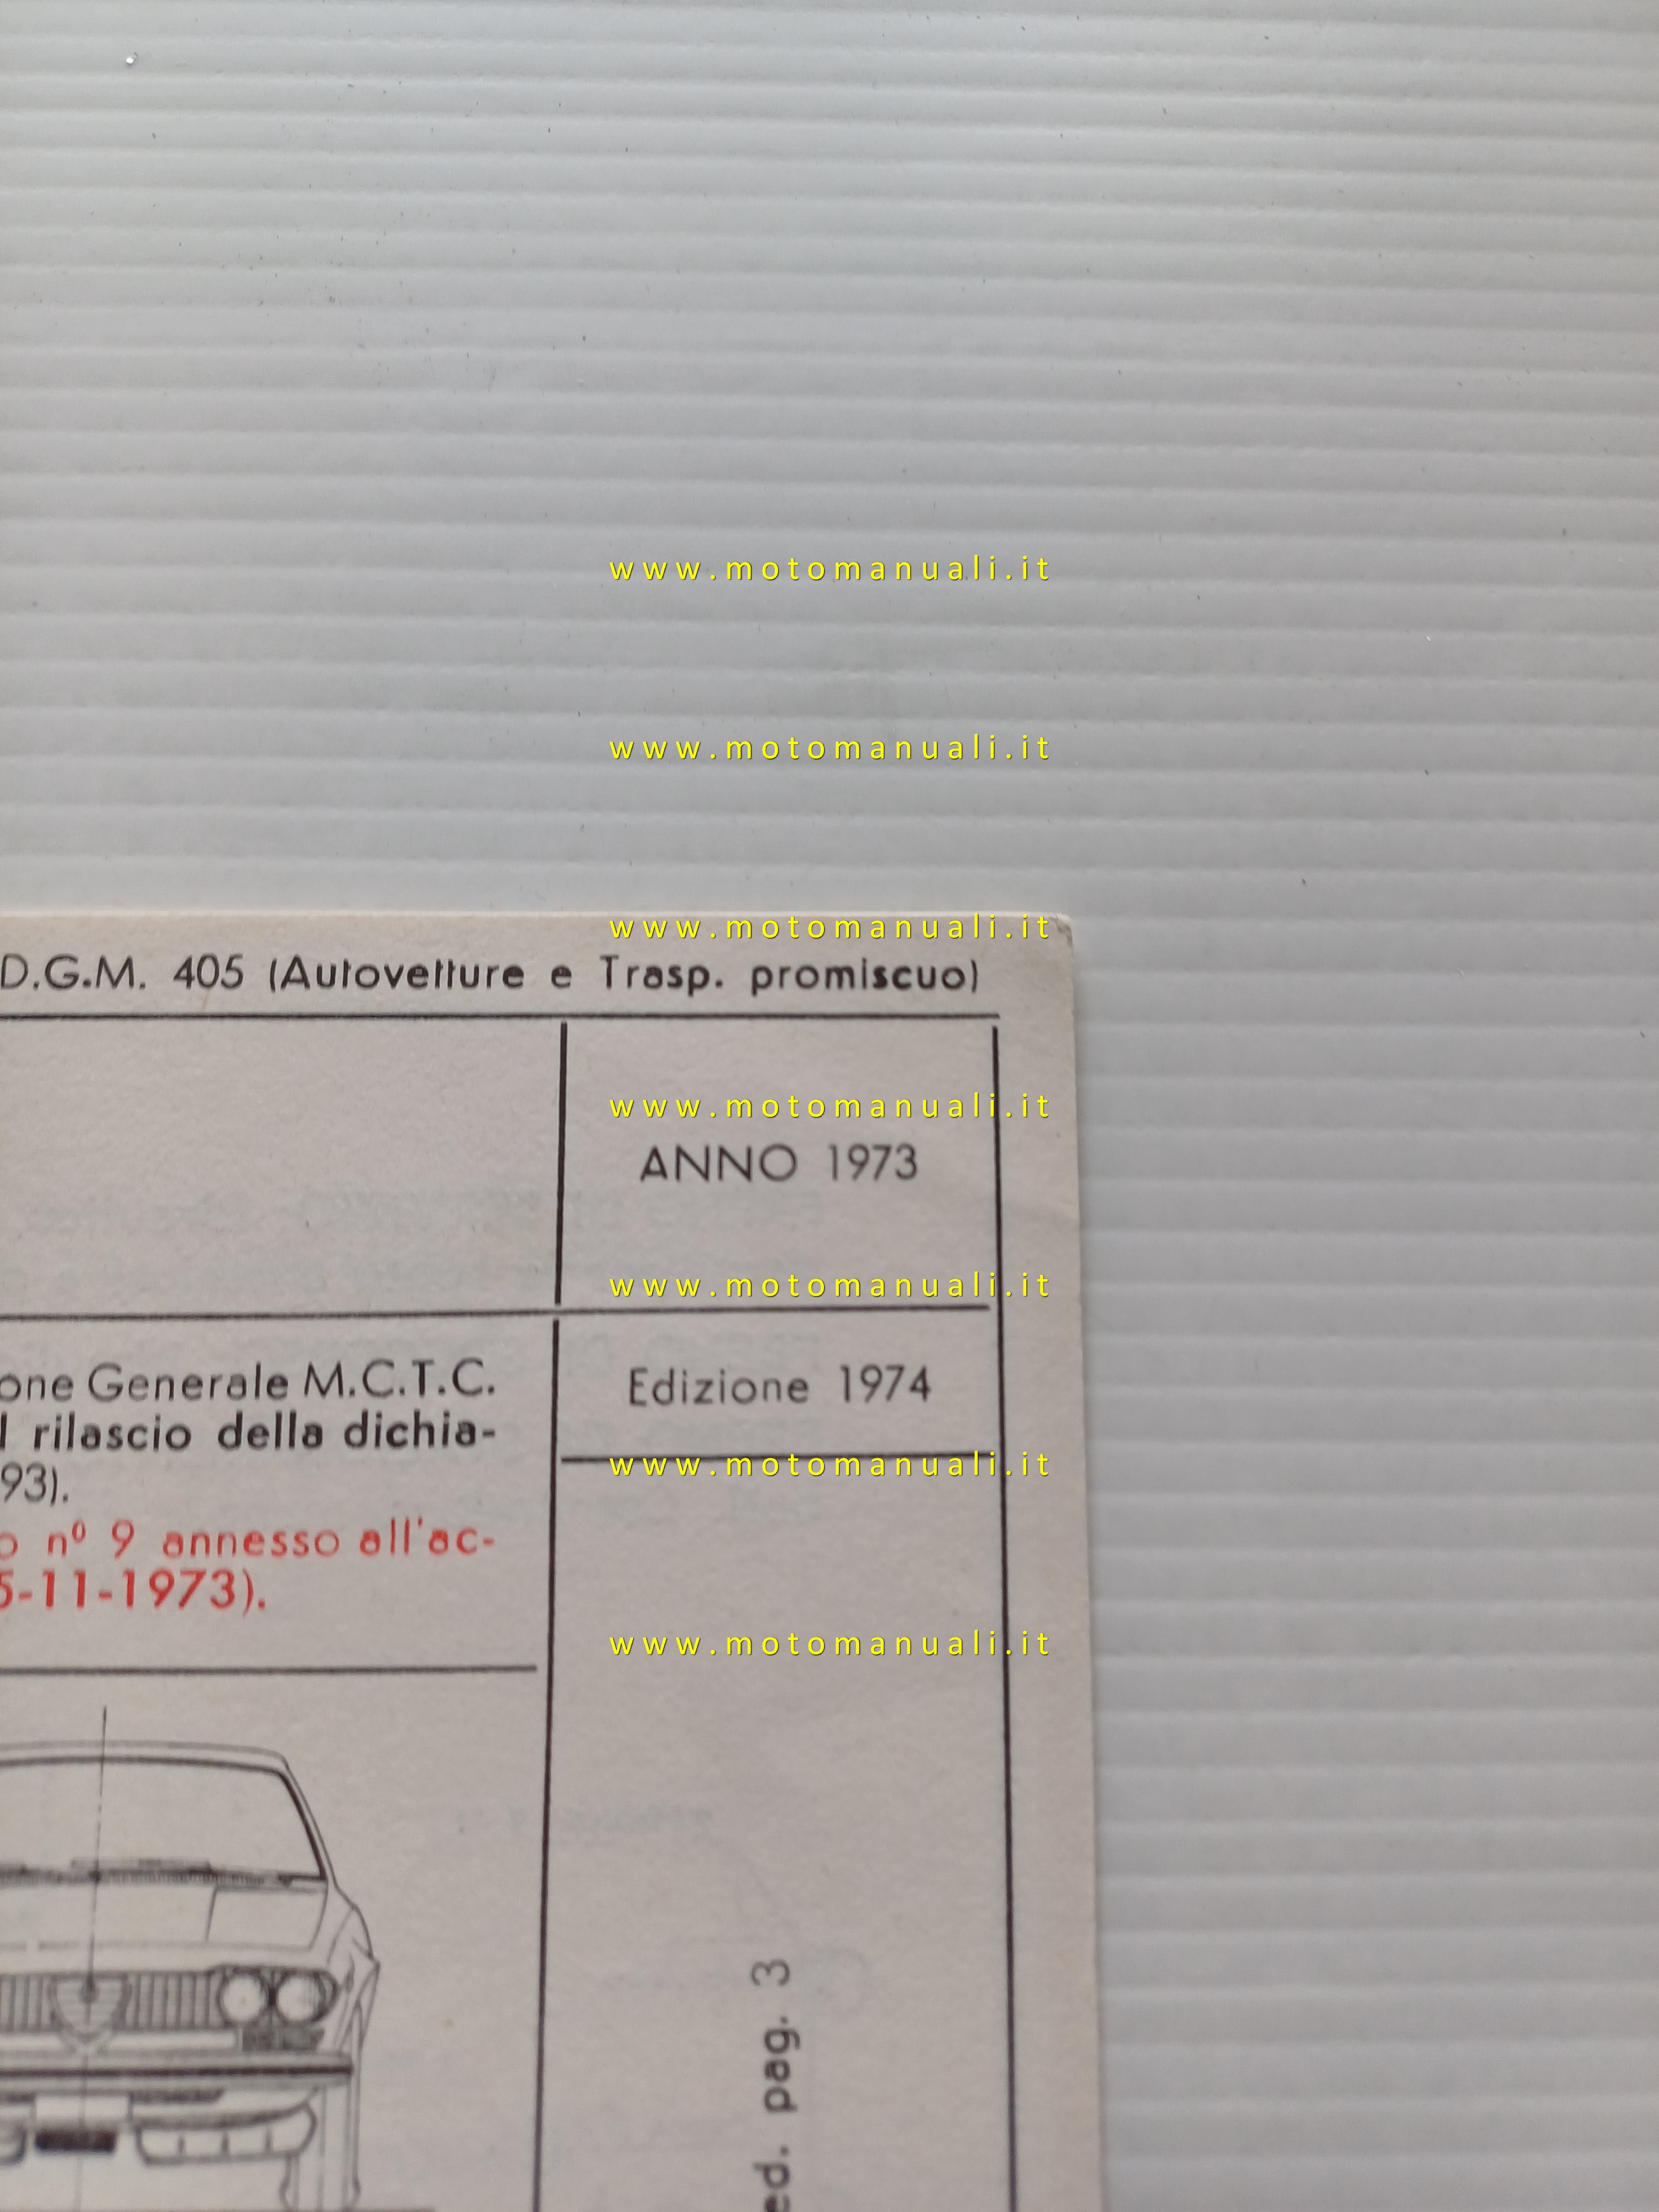 www.motomanuali.it
www.motomanuali.it
www.motomanuali.it
D.G.M. 405 (Autovetture e Trasp. promiscuo)
www.motomanuali.it
ANNO 1973
www.motomanuali.it
one Generale M.C.T.C.
l rilascio della dichia-
93).
o nº 9 annesso all'ac-
5-11-1973).
Edizione 1974
www.motomanuali.it
www.motomanuali.it
ed. pag. 3